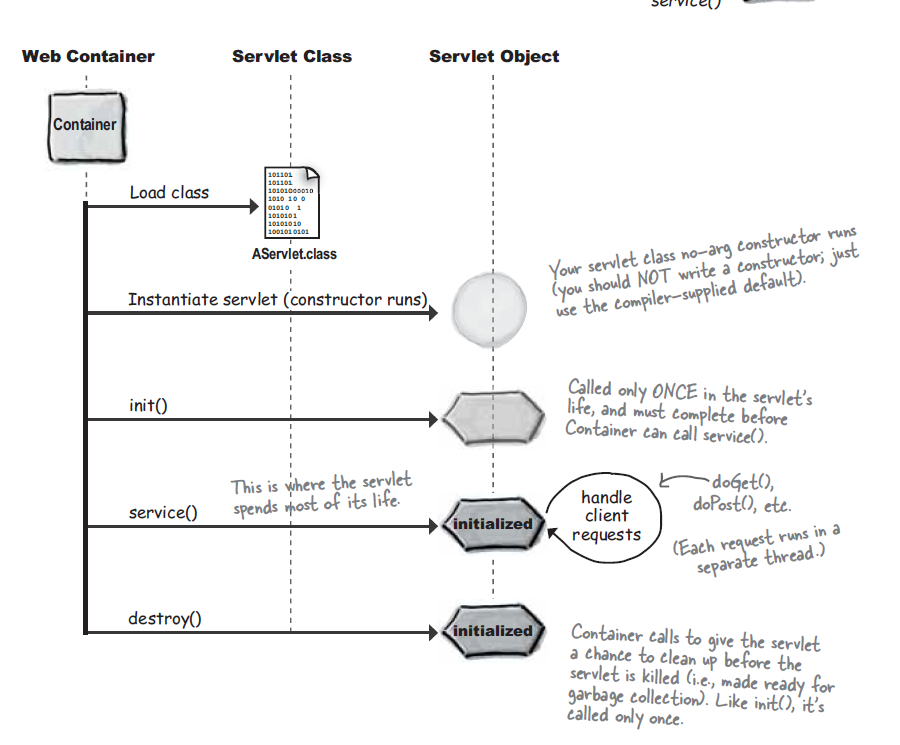 service()
Web Container
Servlet Class
Servlet Object
Container
Load class
101101
101101
10101000010
1010 10 0
01010 1
1010101
10101010
1001010101
AServlet.class
Your servlet class no-arg constructor runs
(you should NOT write a constructor; just
use the compiler-supplied default).
Instantiate servlet (constructor runs)
init()
Called only ONCE in the servlet's
life, and must complete before
Container can call service().
This is where the servlet
spends most of its life.
service()
initialized
handle
client
requests
doGet(),
doPost(), etc.
(Each request runs in a
separate thread.)
destroy()
initialized
Container calls to give the servlet
a chance to clean up before the
servlet is killed (i.e., made ready for
garbage collection). Like init(), it's
called only once.